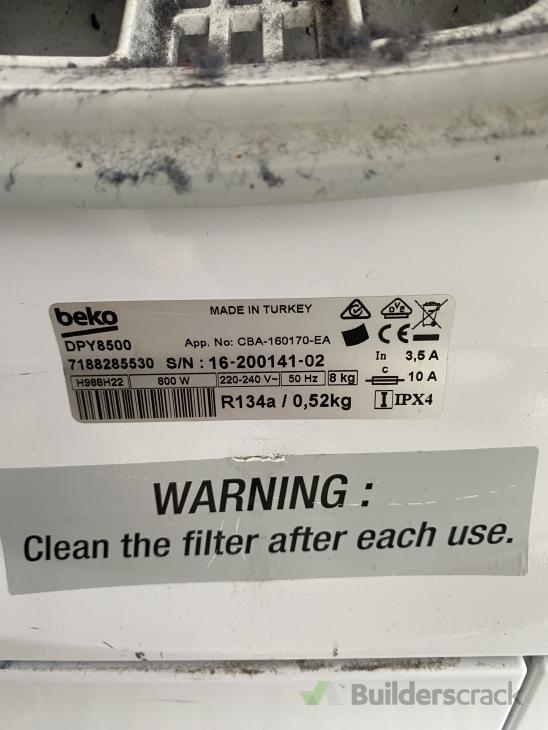 beko
MADE IN TURKEY
DPY8500
App. No: CBA-160170-EA
7188285530 S/N : 16-200141-02
In 3,5 A
H988H22 800 W 220-240 V~ 50 Hz 8 kg
C 10 A
R134a / 0,52kg
I IPX4
WARNING :
Clean the filter after each use.
Builderscrack